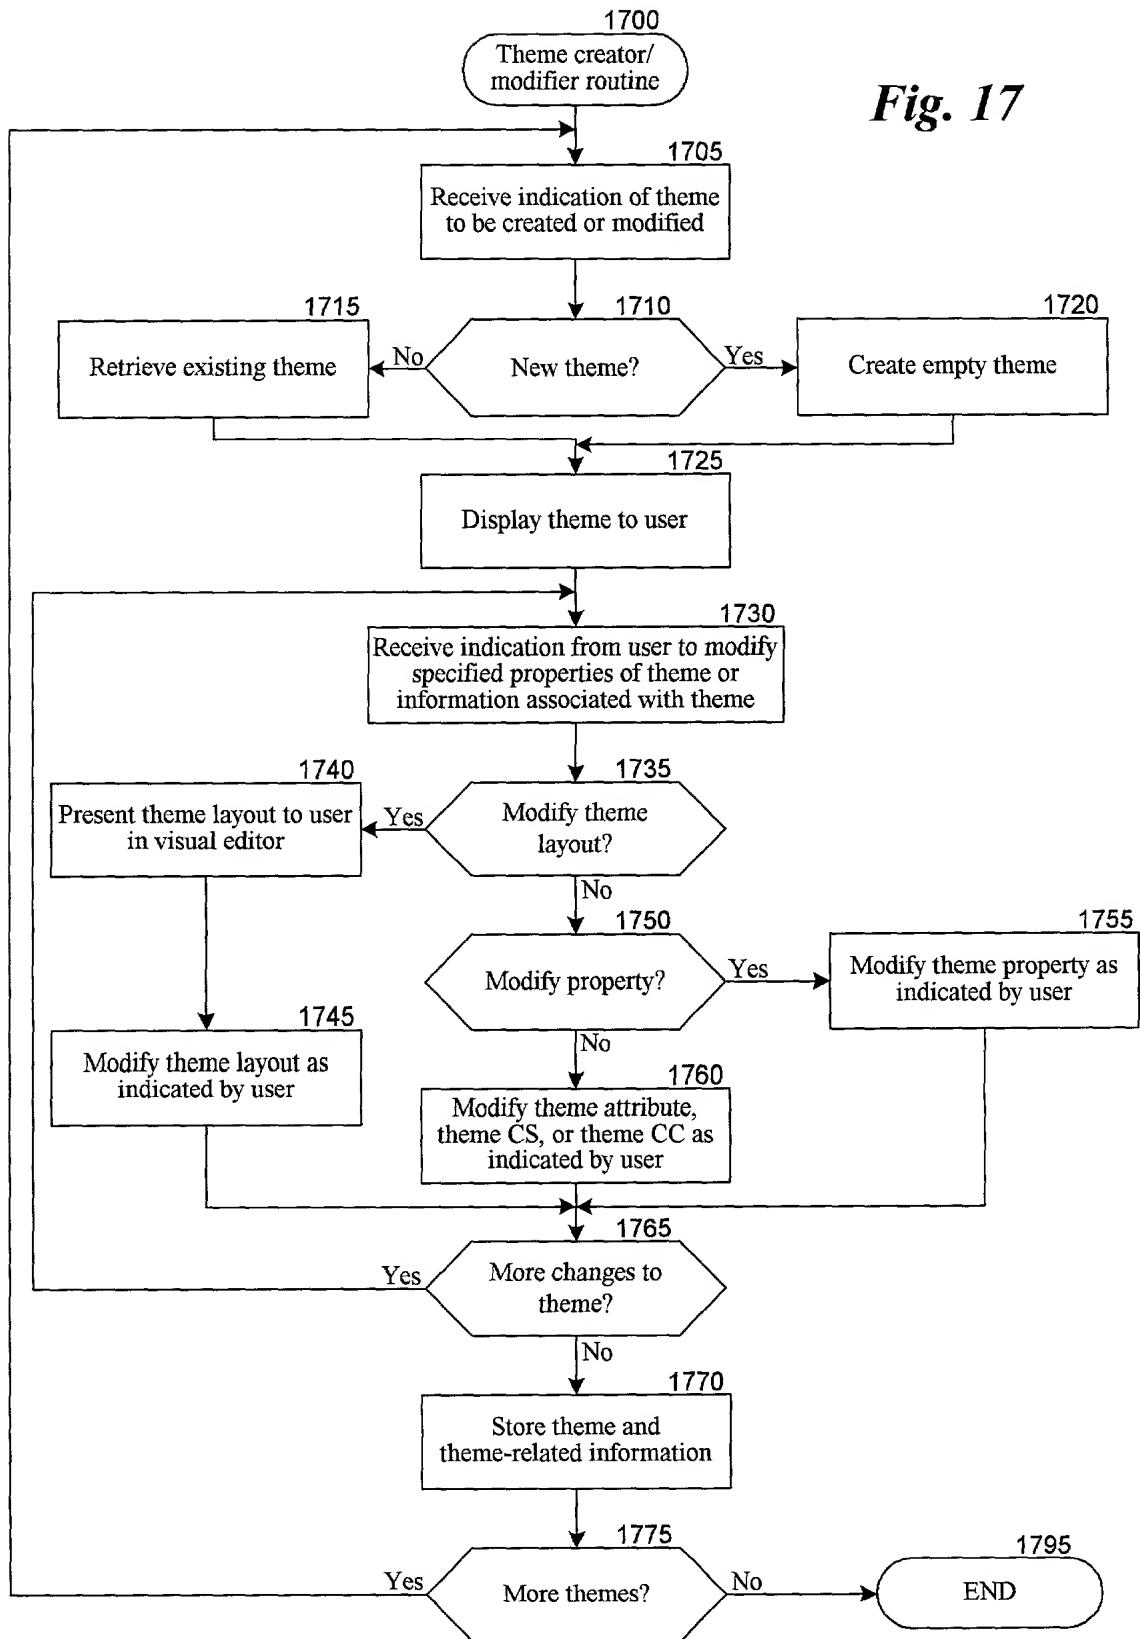 1700
Theme creator/
modifier routine
Fig. 17
1705
Receive indication of theme
to be created or modified
1715
Retrieve existing theme
No
1710
New theme?
Yes
1720
Create empty theme
1725
Display theme to user
1730
Receive indication from user to modify
specified properties of theme or
information associated with theme
1740
Present theme layout to user
in visual editor
Yes
1735
Modify theme
layout?
No
1750
Modify property?
Yes
1755
Modify theme property as
indicated by user
No
1745
Modify theme layout as
indicated by user
1760
Modify theme attribute,
theme CS, or theme CC as
indicated by user
1765
More changes to
theme?
Yes
No
1770
Store theme and
theme-related information
1775
More themes?
Yes
No
1795
END